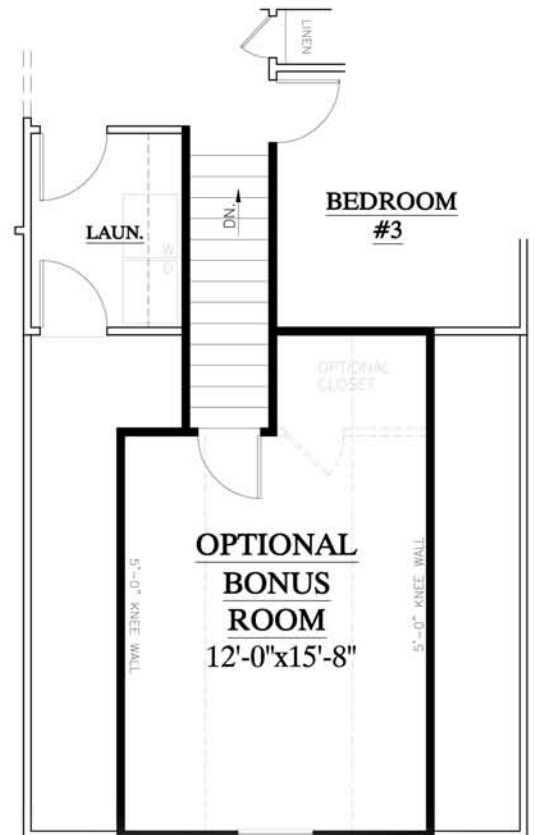 LINEN
BEDROOM
#3
DN.
LAUN.
W
D
OPTIONAL
CLOSET
OPTIONAL
BONUS
ROOM
12'-0"x15'-8"
5'-0" KNEE WALL
5'-0" KNEE WALL